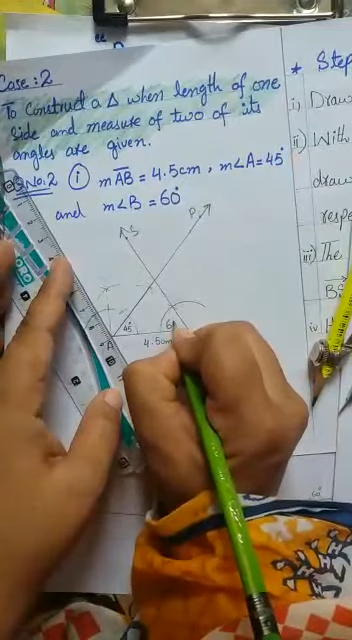 Case:2
To Construct a Δ when length of one
Side and measure of two of its
angles are given.
Q.No:2 (i) mAB = 4.5cm, m∠A = 45°
and m∠B = 60°
S
P
45°
A
4.5cm
* Step
i) Draw
ii) With
draw
respe
iii) The
iv)
60°